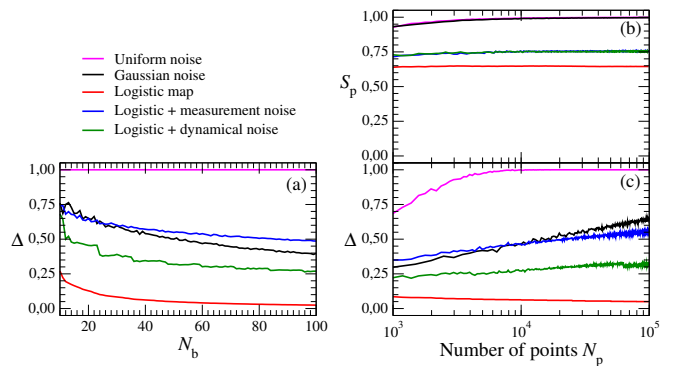 Uniform noise
Gaussian noise
Logistic map
Logistic + measurement noise
Logistic + dynamical noise
1,00
0,75
0,50
0,25
0,00
S_p
(b)
1,00
0,75
0,50
0,25
0,00
Δ
(a)
20
40
60
80
100
N_b
1,00
0,75
0,50
0,25
0,00
Δ
(c)
10^3
10^4
10^5
Number of points N_p